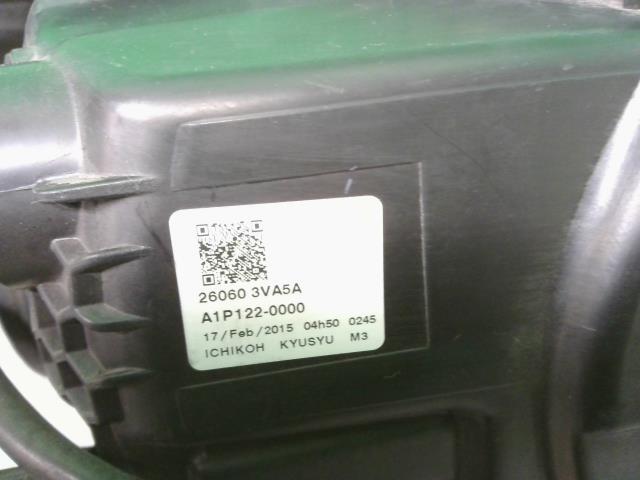 26060 3VA5A
A1P122-0000
17/Feb/2015 04h50 0245
ICHIKOH KYUSYU M3